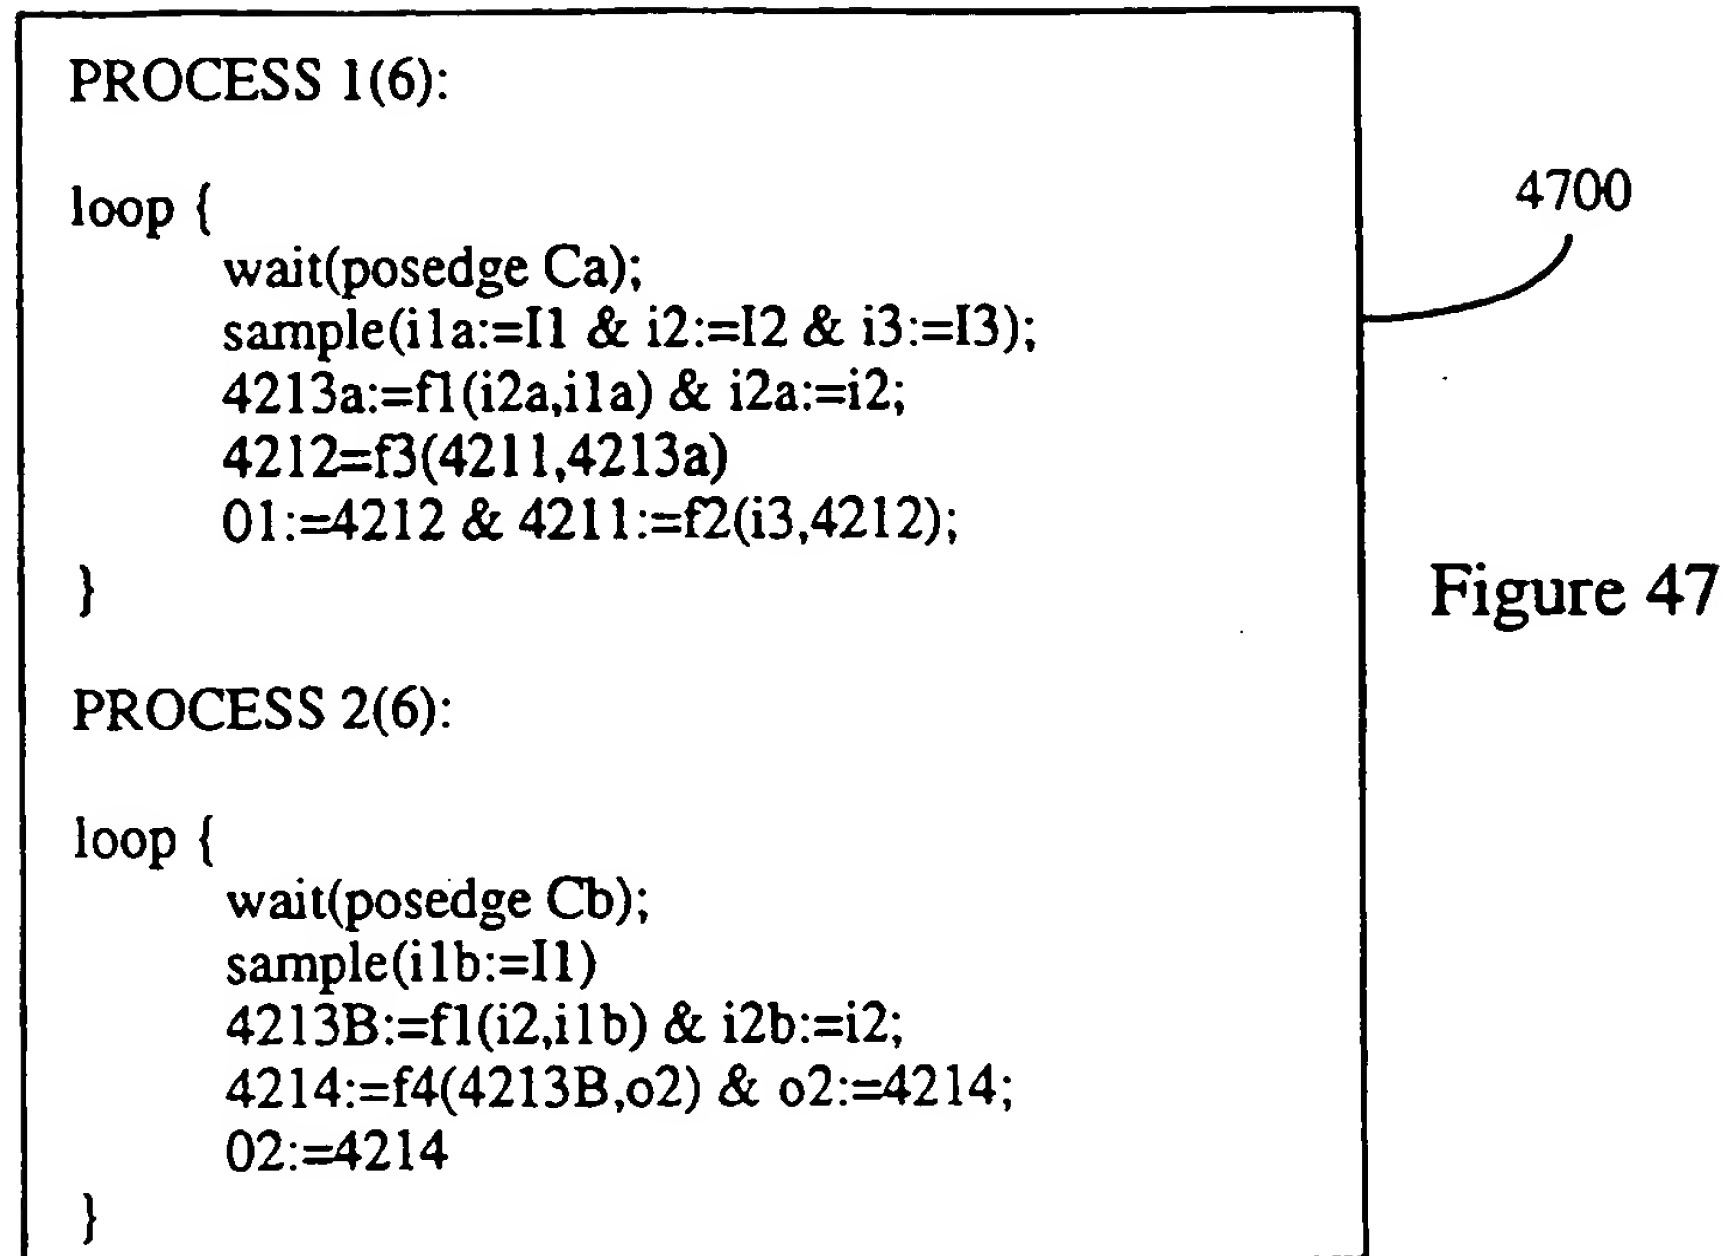 PROCESS 1(6):
loop {
wait(posedge Ca);
sample(i1a:=I1 & i2:=I2 & i3:=I3);
4213a:=f1(i2a,i1a) & i2a:=i2;
4212=f3(4211,4213a)
01:=4212 & 4211:=f2(i3,4212);
}
PROCESS 2(6):
loop {
wait(posedge Cb);
sample(i1b:=I1)
4213B:=f1(i2,i1b) & i2b:=i2;
4214:=f4(4213B,o2) & o2:=4214;
02:=4214
}
4700
Figure 47